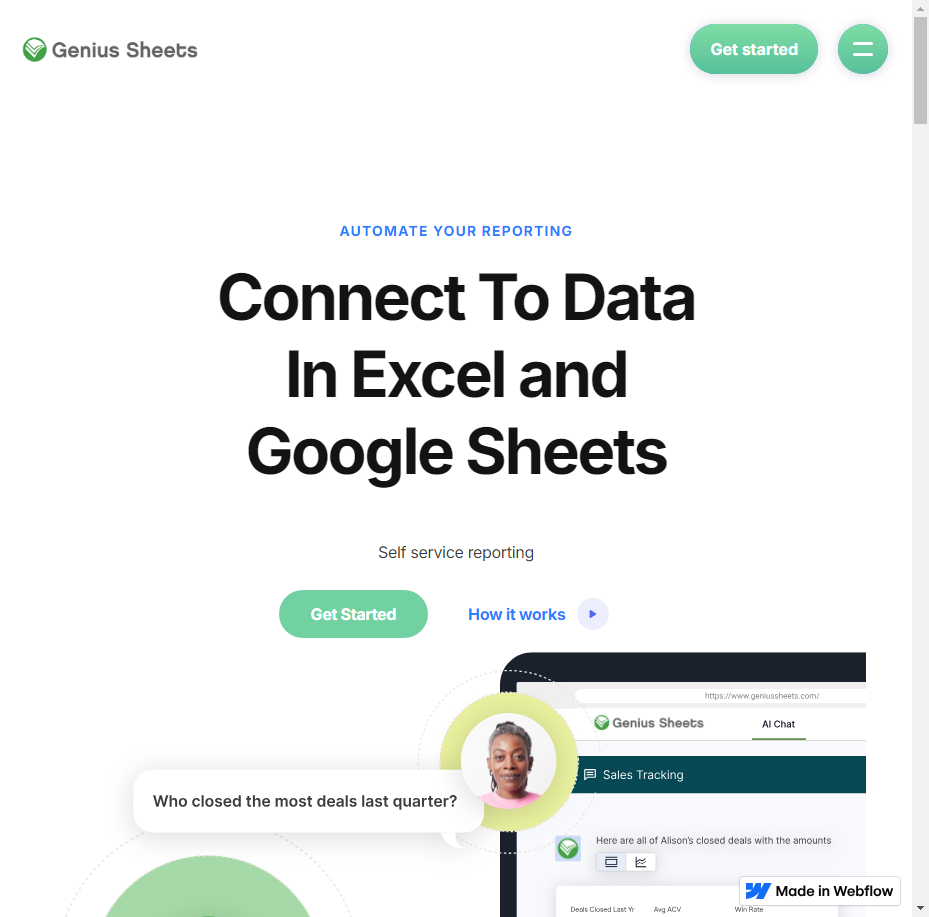 Genius Sheets
Get started
AUTOMATE YOUR REPORTING
Connect To Data
In Excel and
Google Sheets
Self service reporting
Get Started
How it works
https://www.geniussheets.com/
Genius Sheets
AI Chat
Sales Tracking
Who closed the most deals last quarter?
Here are all of Alison's closed deals with the amounts
Made in Webflow
Deals Closed Last Yr
Avg ACV
Win Rate